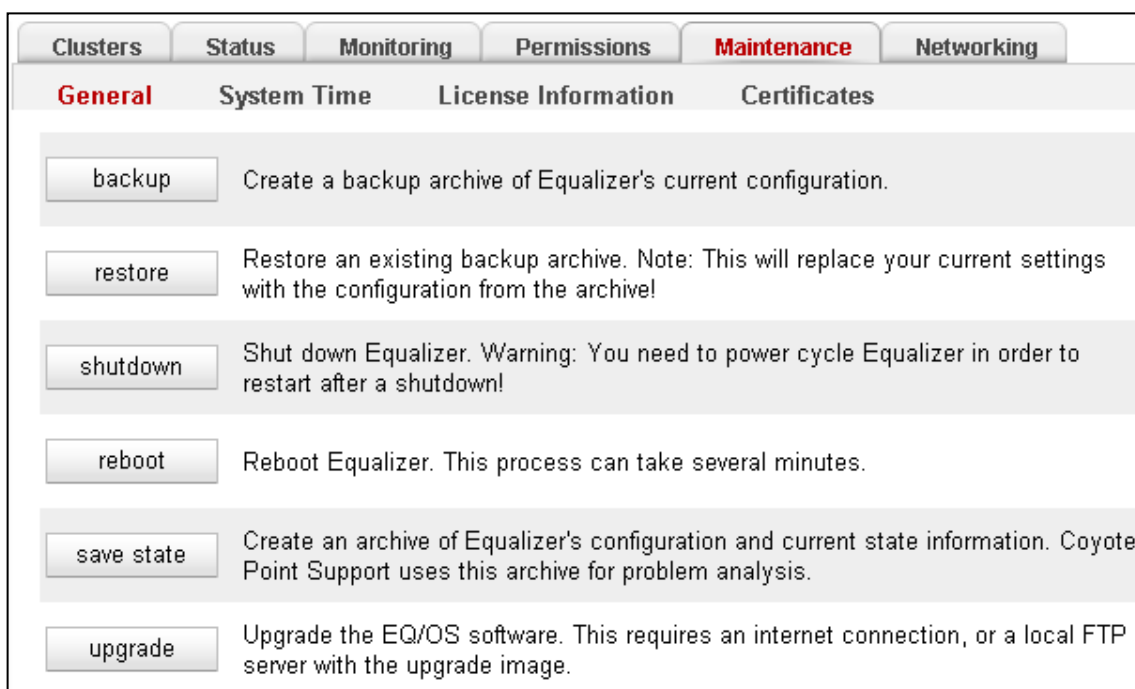 Clusters Status Monitoring Permissions Maintenance Networking
General System Time License Information Certificates
backup Create a backup archive of Equalizer's current configuration.
restore Restore an existing backup archive. Note: This will replace your current settings
with the configuration from the archive!
shutdown Shut down Equalizer. Warning: You need to power cycle Equalizer in order to
restart after a shutdown!
reboot Reboot Equalizer. This process can take several minutes.
save state Create an archive of Equalizer's configuration and current state information. Coyote
Point Support uses this archive for problem analysis.
upgrade Upgrade the EQ/OS software. This requires an internet connection, or a local FTP
server with the upgrade image.